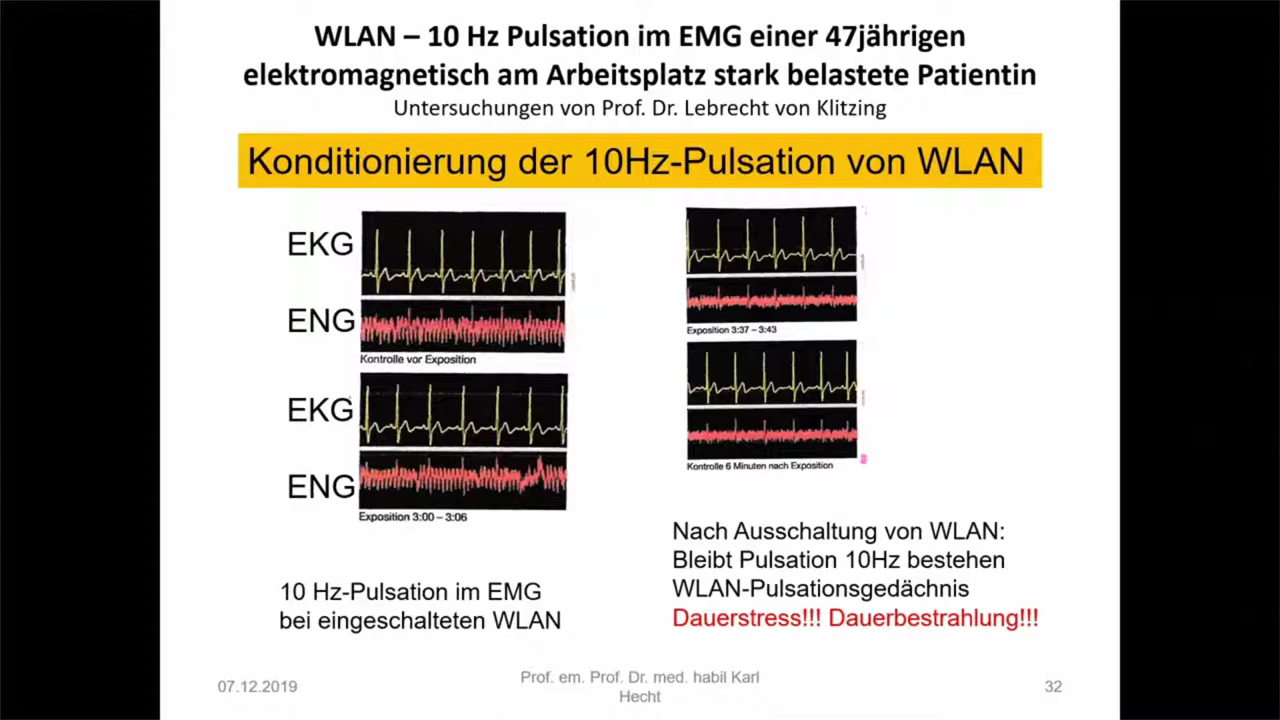 WLAN – 10 Hz Pulsation im EMG einer 47jährigen
elektromagnetisch am Arbeitsplatz stark belastete Patientin
Untersuchungen von Prof. Dr. Lebrecht von Klitzing
Konditionierung der 10Hz-Pulsation von WLAN
EKG
ENG
Kontrolle vor Exposition
EKG
ENG
Exposition 3:00 – 3:06
10 Hz-Pulsation im EMG
bei eingeschalteten WLAN
Exposition 3:37 – 3:43
Kontrolle 6 Minuten nach Exposition
Nach Ausschaltung von WLAN:
Bleibt Pulsation 10Hz bestehen
WLAN-Pulsationsgedächnis
Dauerstress!!! Dauerbestrahlung!!!
07.12.2019
Prof. em. Prof. Dr. med. habil Karl
Hecht
32